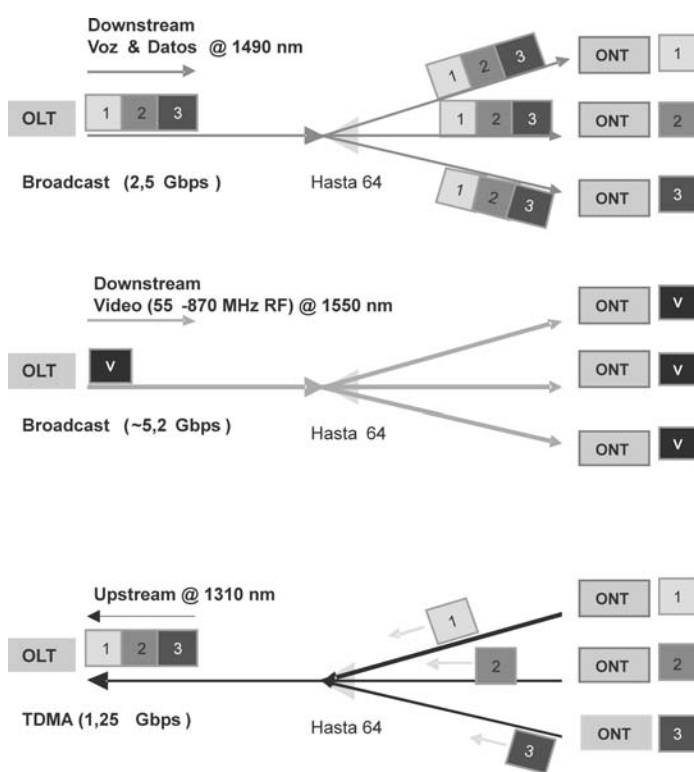 Downstream
Voz & Datos @ 1490 nm
1 2 3
ONT 1
OLT 1 2 3
1 2 3
ONT 2
Broadcast (2,5 Gbps)
Hasta 64
1 2 3
ONT 3
Downstream
Video (55 -870 MHz RF) @ 1550 nm
ONT V
OLT V
ONT V
Broadcast (~5,2 Gbps)
Hasta 64
ONT V
Upstream @ 1310 nm
1
ONT 1
OLT 1 2 3
2
ONT 2
TDMA (1,25 Gbps)
Hasta 64
3
ONT 3